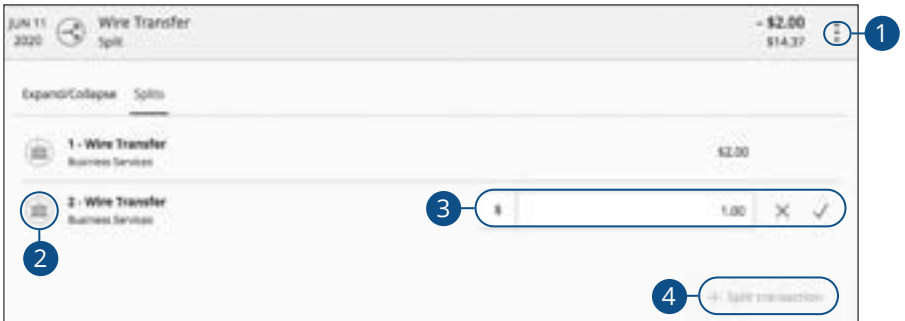 JUN 11 Wire Transfer - $2.00
2020 Split $14.37
1
Expand/Collapse Splits
1 - Wire Transfer $2.00
Business Services
2 - Wire Transfer 3 $ 1.00
Business Services
2
4 + Split transaction